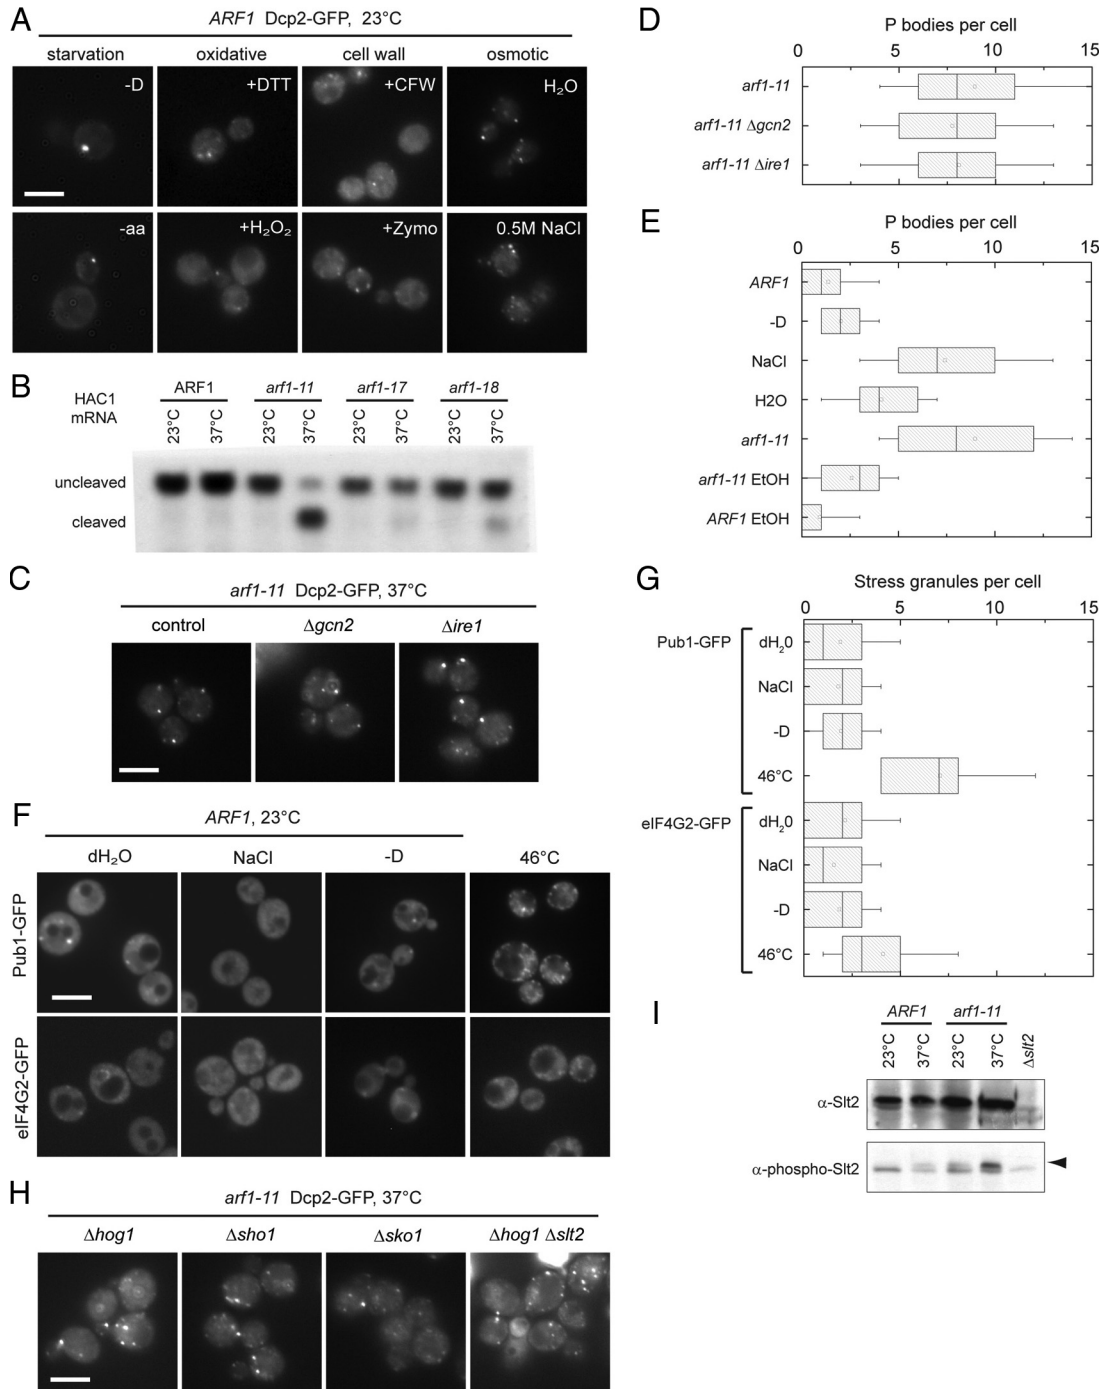 A
ARF1 Dcp2-GFP, 23°C
starvation oxidative cell wall osmotic
-D +DTT +CFW H₂O
-aa +H₂O₂ +Zymo 0.5M NaCl
B
HAC1 mRNA
ARF1 arf1-11 arf1-17 arf1-18
23°C 37°C 23°C 37°C 23°C 37°C 23°C 37°C
uncleaved
cleaved
C
arf1-11 Dcp2-GFP, 37°C
control Δgcn2 Δire1
D
P bodies per cell
0 5 10 15
arf1-11
arf1-11 Δgcn2
arf1-11 Δire1
E
P bodies per cell
0 5 10 15
ARF1
-D
NaCl
H2O
arf1-11
arf1-11 EtOH
ARF1 EtOH
F
ARF1, 23°C
dH₂O NaCl -D 46°C
Pub1-GFP
eIF4G2-GFP
G
Stress granules per cell
0 5 10 15
Pub1-GFP
dH₂0
NaCl
-D
46°C
eIF4G2-GFP
dH₂0
NaCl
-D
46°C
H
arf1-11 Dcp2-GFP, 37°C
Δhog1 Δsho1 Δsko1 Δhog1 Δslt2
I
ARF1 arf1-11
23°C 37°C 23°C 37°C Δslt2
α-Slt2
α-phospho-Slt2